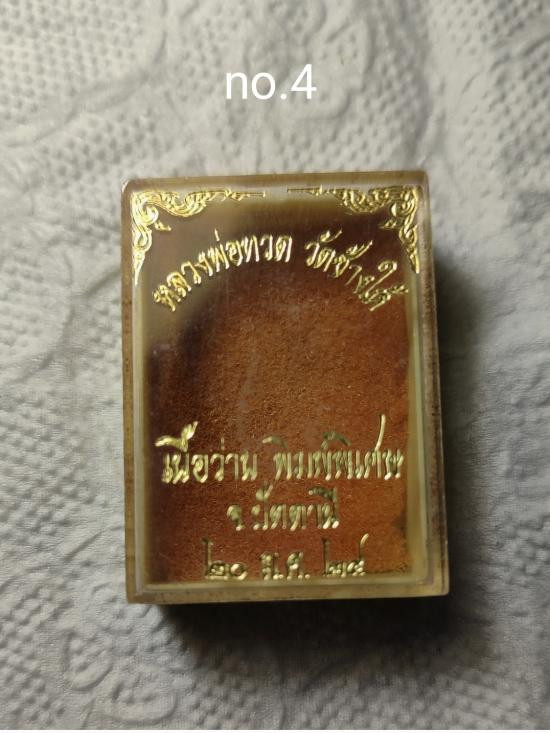 no.4
หลวงพ่อทวด วัดช้างให้
เนื้อว่าน พิมพ์พิเศษ
จ.ปัตตานี
๒๐ ม.ค. ๒๕